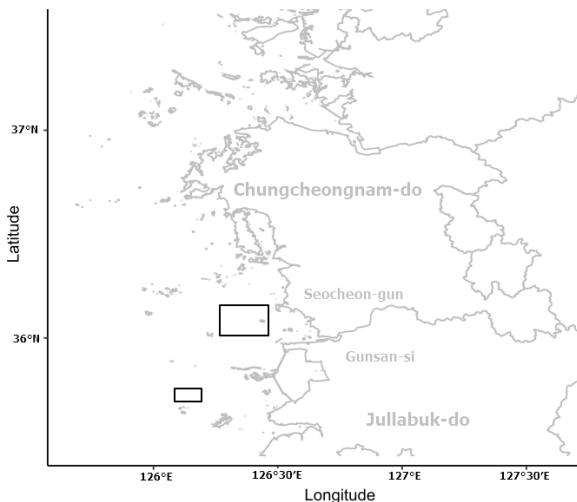 37°N
Chungcheongnam-do
Latitude
Seocheon-gun
36°N
Gunsan-si
Jullabuk-do
126°E
126°30'E
127°E
127°30'E
Longitude